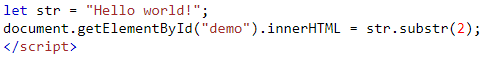 let str = "Hello world!";
document.getElementById("demo").innerHTML = str.substr(2);
</script>